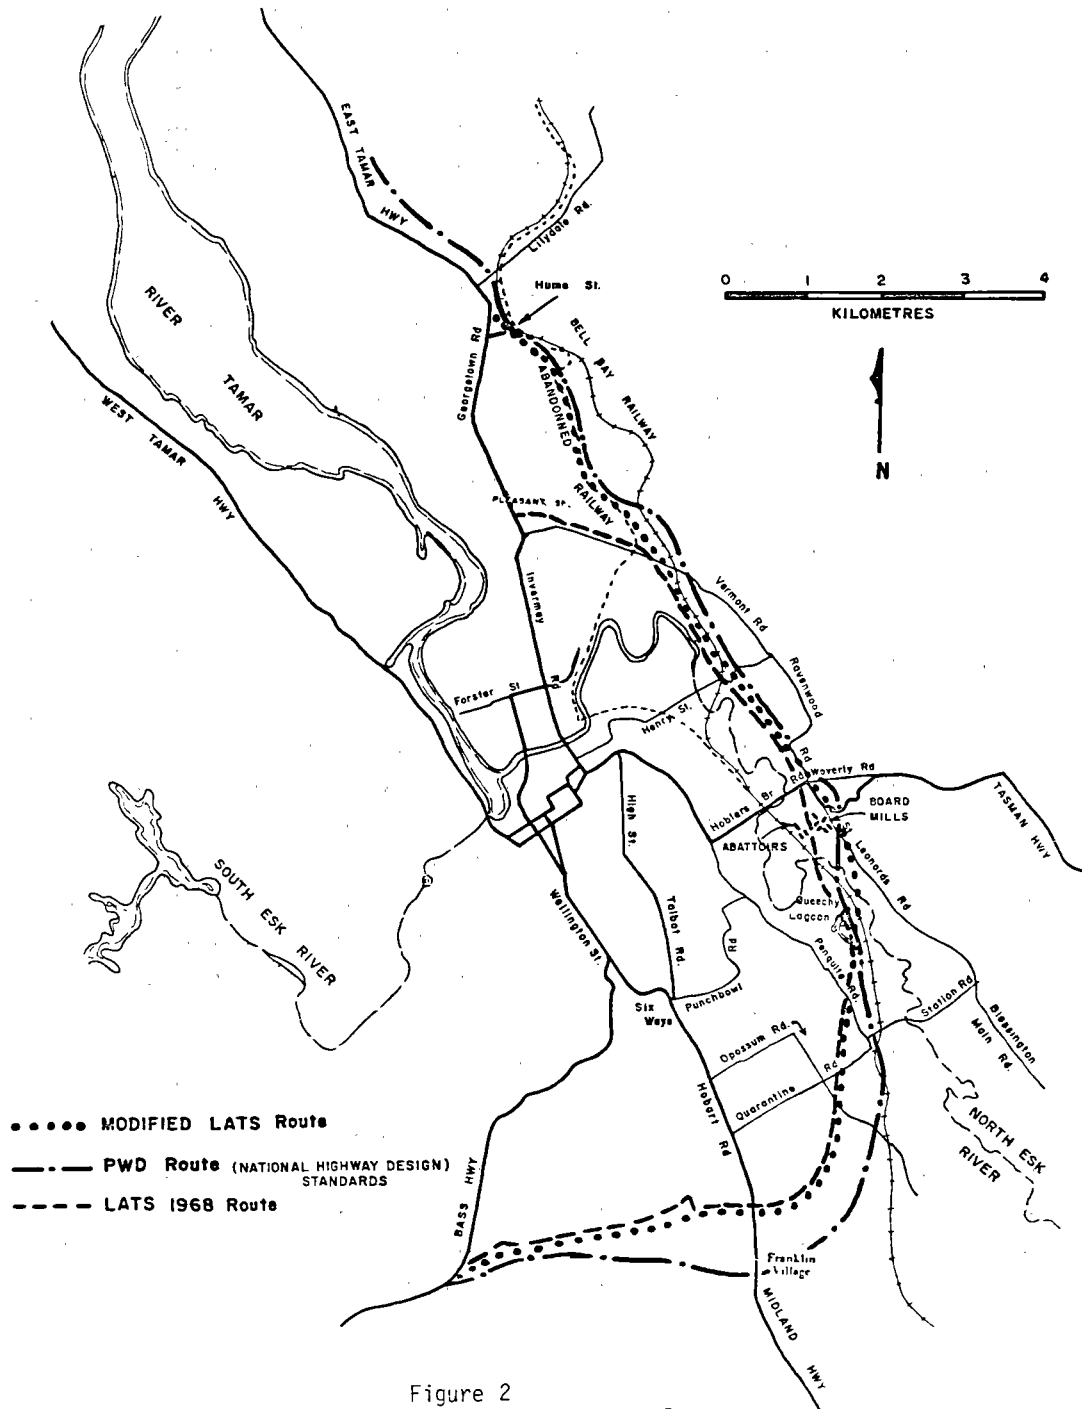 EAST TAMAR
HWY
Lilydale Rd.
Hume St.
0 1 2 3 4
KILOMETRES
N
RIVER
TAMAR
WEST TAMAR
HWY
Georgetown Rd
BELL BAY
RAILWAY
ABANDONNED
RAILWAY
PLEASANT St.
Invermay
Rd
Vermont Rd
Ravenswood
Rd
Forster St
Henry St.
Hoblers Br Rd
Waverly Rd
TASMAN HWY
BOARD
MILLS
ABATTOIRS
St. Leonards Rd
High St.
Talbot Rd.
Queechy
Lagoon
Penquite Rd.
SOUTH ESK
RIVER
Wellington St.
Six
Ways
Punchbowl
Rd
Station Rd.
Blessington
Main Rd.
Opossum Rd.
Quarantine Rd
Hobart Rd
NORTH ESK
RIVER
MODIFIED LATS Route
PWD Route (NATIONAL HIGHWAY DESIGN)
STANDARDS
LATS 1968 Route
BASS HWY
Franklin
Village
MIDLAND
HWY
Figure 2